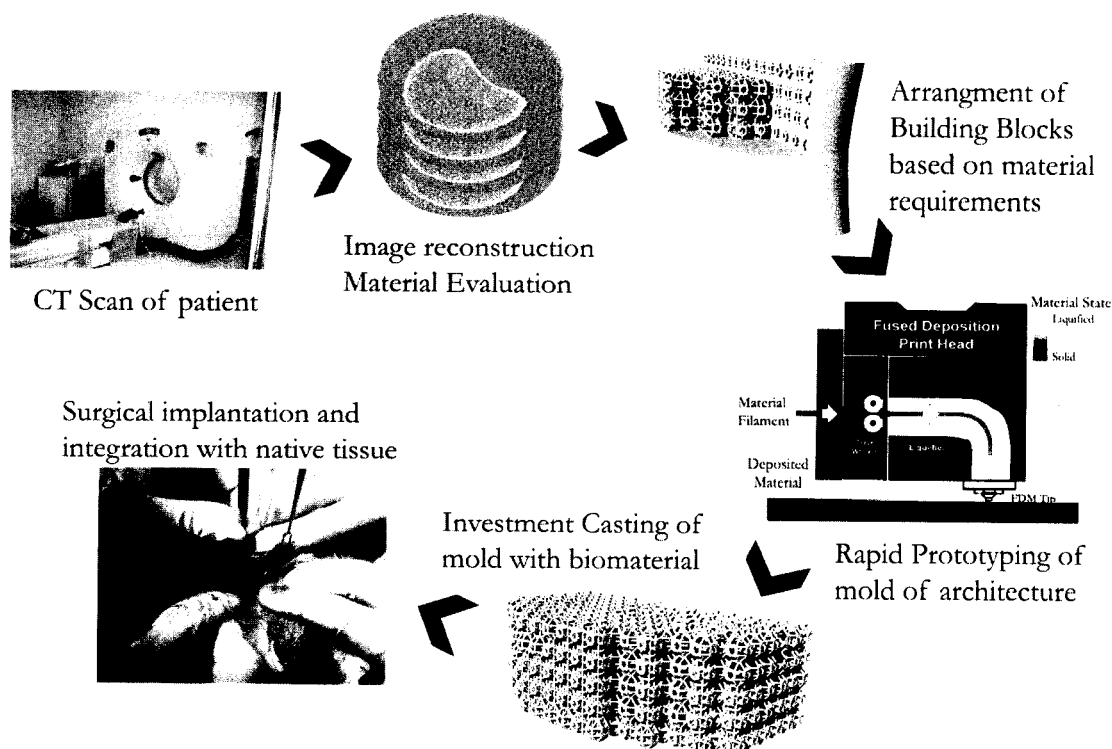 CT Scan of patient
Image reconstruction
Material Evaluation
Arrangment of
Building Blocks
based on material
requirements
Fused Deposition
Print Head
Material State
Liquified
Solid
Material
Filament
Deposited
Material
FDM Tip
Rapid Prototyping of
mold of architecture
Investment Casting of
mold with biomaterial
Surgical implantation and
integration with native tissue